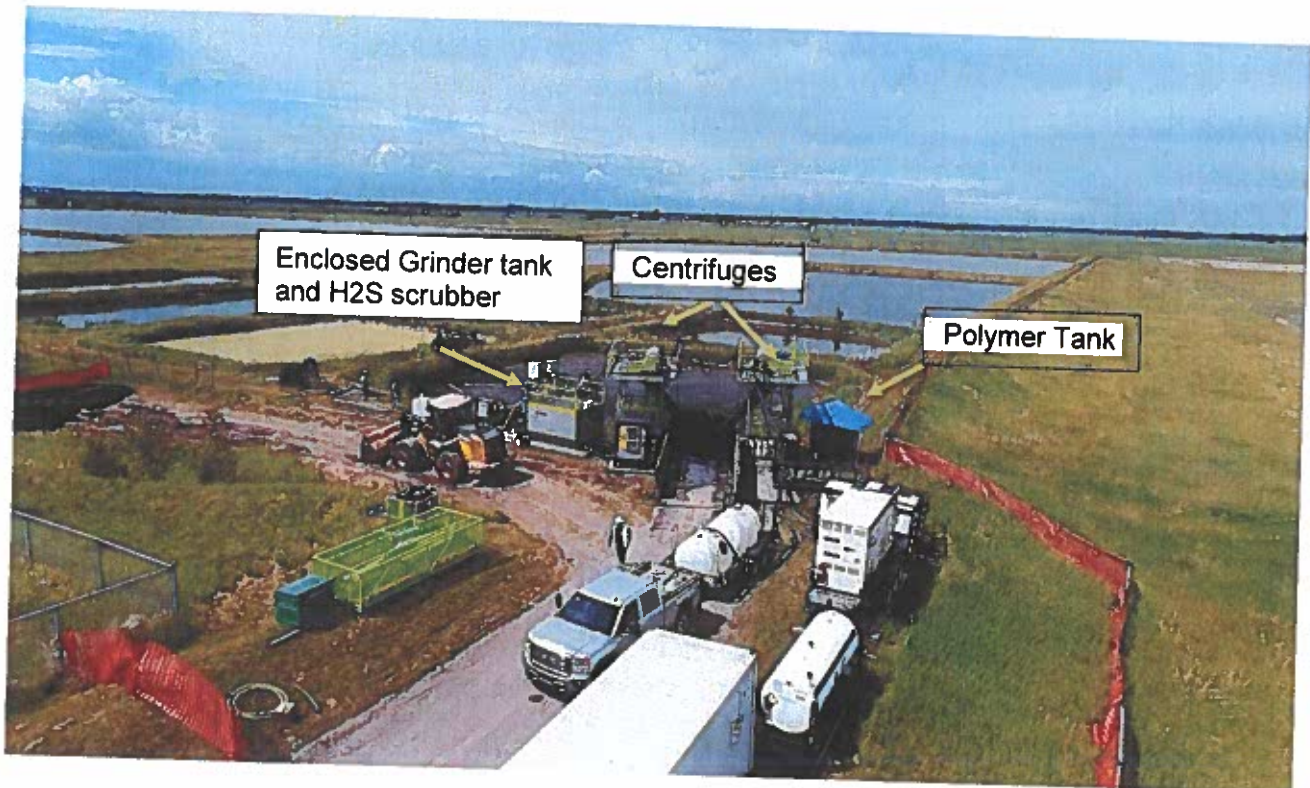 Enclosed Grinder tank
and H2S scrubber
Centrifuges
Polymer Tank